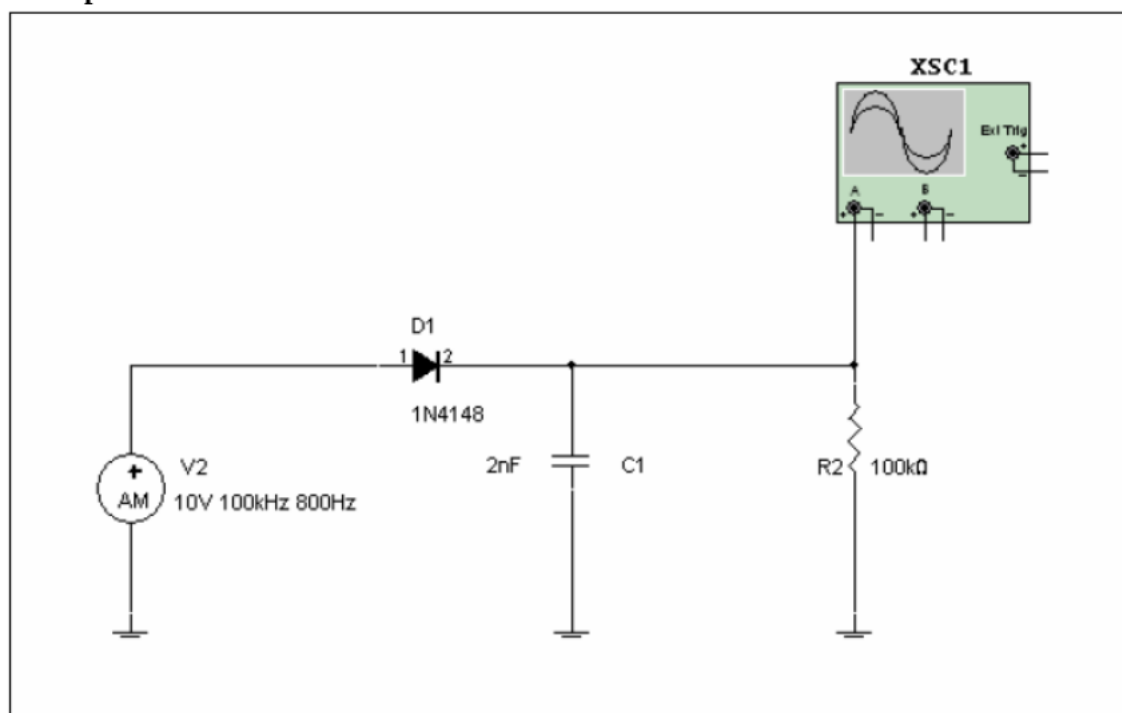 XSC1
Ext Trig
+
−
A
B
+ −
+ −
D1
1 2
1N4148
+
AM
V2
10V 100kHz 800Hz
2nF C1
R2 100kΩ